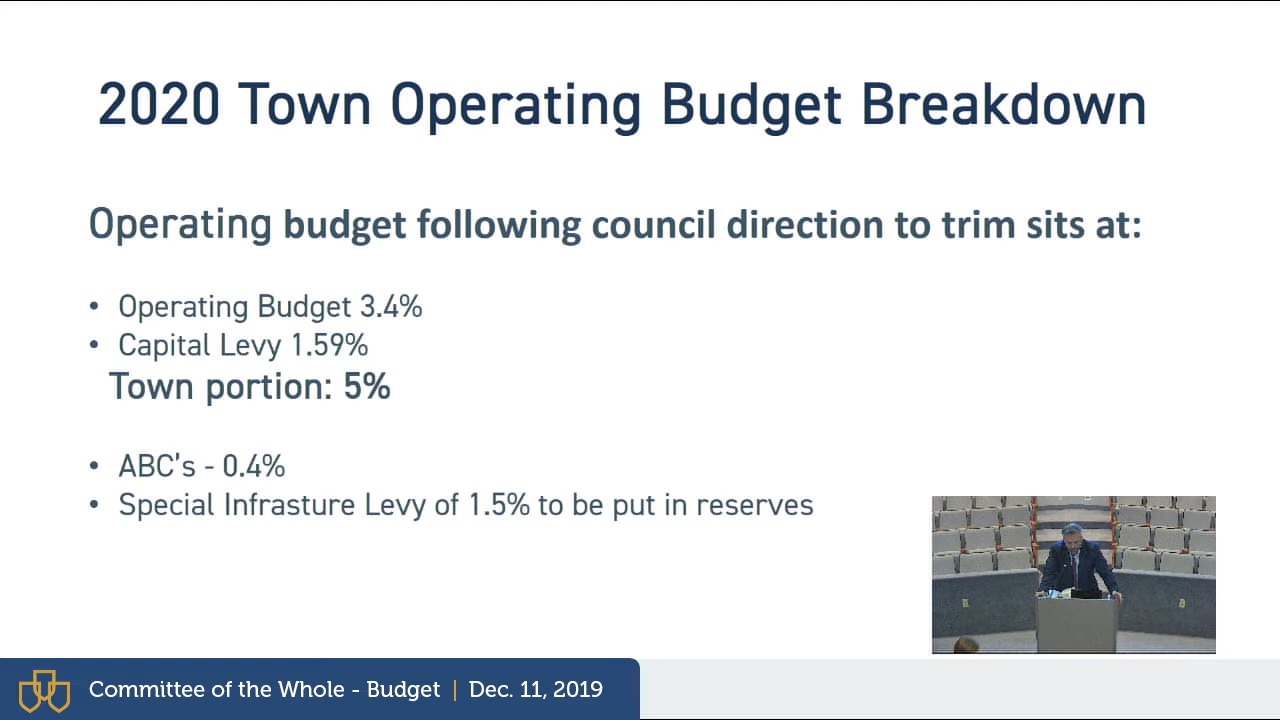 2020 Town Operating Budget Breakdown
Operating budget following council direction to trim sits at:
• Operating Budget 3.4%
• Capital Levy 1.59%
Town portion: 5%
• ABC's - 0.4%
• Special Infrasture Levy of 1.5% to be put in reserves
Committee of the Whole - Budget | Dec. 11, 2019